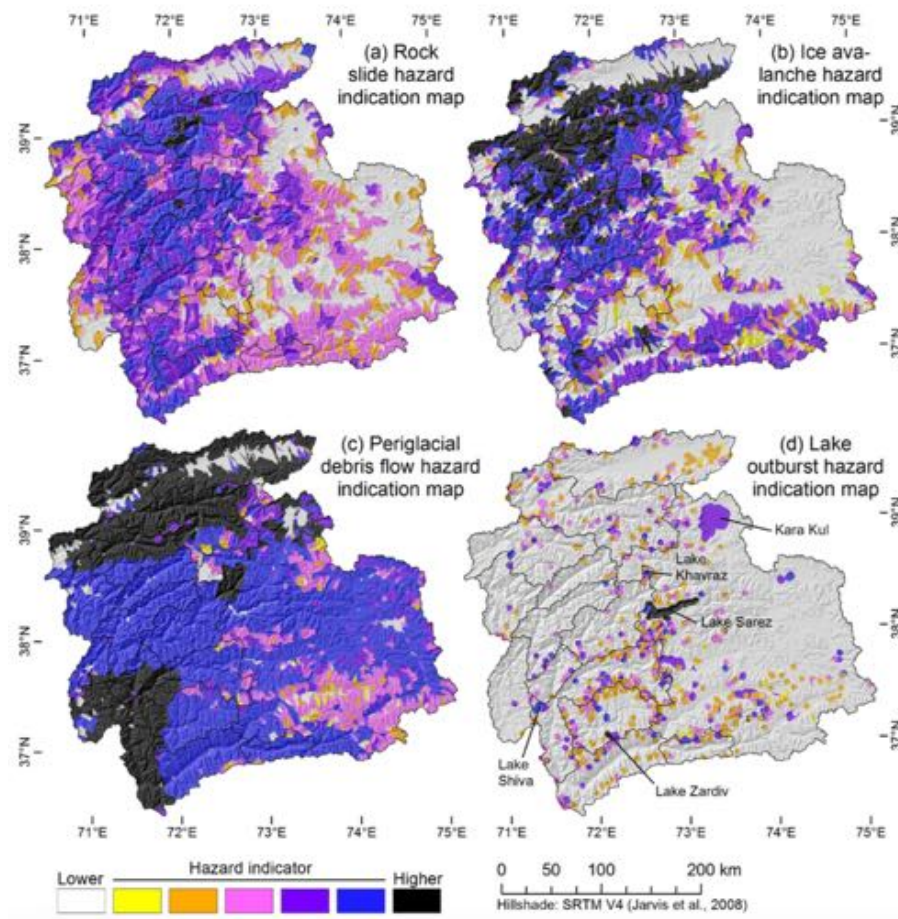 71°E 72°E 73°E 74°E 75°E
71°E 72°E 73°E 74°E 75°E
(a) Rock
slide hazard
indication map
(b) Ice ava-
lanche hazard
indication map
39°N
38°N
37°N
39°N
38°N
37°N
(c) Periglacial
debris flow hazard
indication map
(d) Lake
outburst hazard
indication map
39°N
38°N
37°N
39°N
38°N
37°N
Kara Kul
Lake
Khavraz
Lake Sarez
Lake
Shiva
Lake Zardiv
71°E 72°E 73°E 74°E 75°E
71°E 72°E 73°E 74°E 75°E
Lower Hazard indicator Higher
0 50 100 200 km
Hillshade: SRTM V4 (Jarvis et al., 2008)